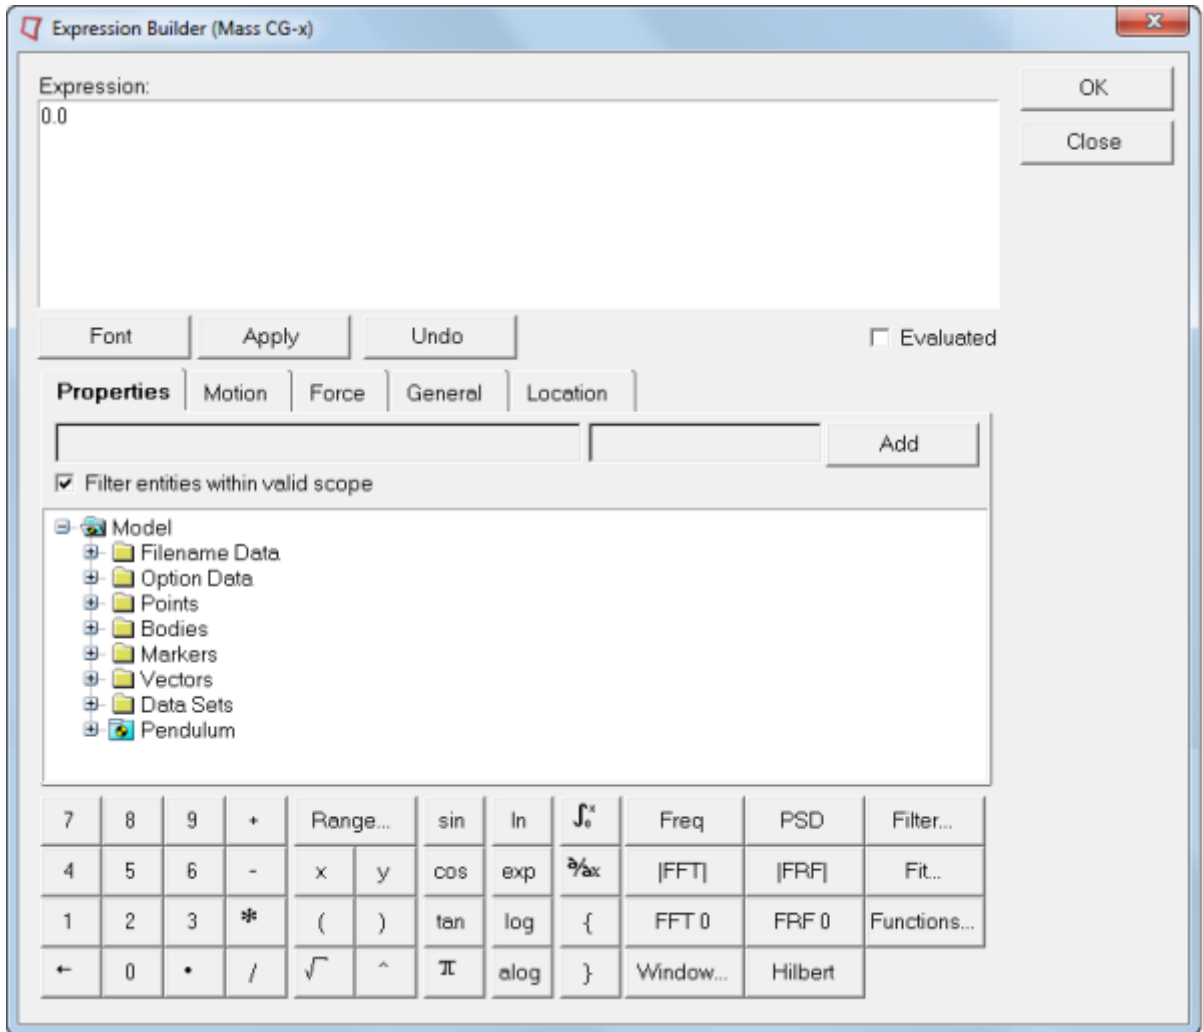 Expression Builder (Mass CG-x)
x
Expression:
0.0
OK
Close
Font Apply Undo Evaluated
Properties Motion Force General Location
Add
Filter entities within valid scope
Model
Filename Data
Option Data
Points
Bodies
Markers
Vectors
Data Sets
Pendulum
7 8 9 + Range... sin ln ∫₀ˣ Freq PSD Filter...
4 5 6 - x y cos exp ∂/∂x |FFT| |FRF| Fit...
1 2 3 * ( ) tan log { FFT 0 FRF 0 Functions...
← 0 • / √ ^ π alog } Window... Hilbert